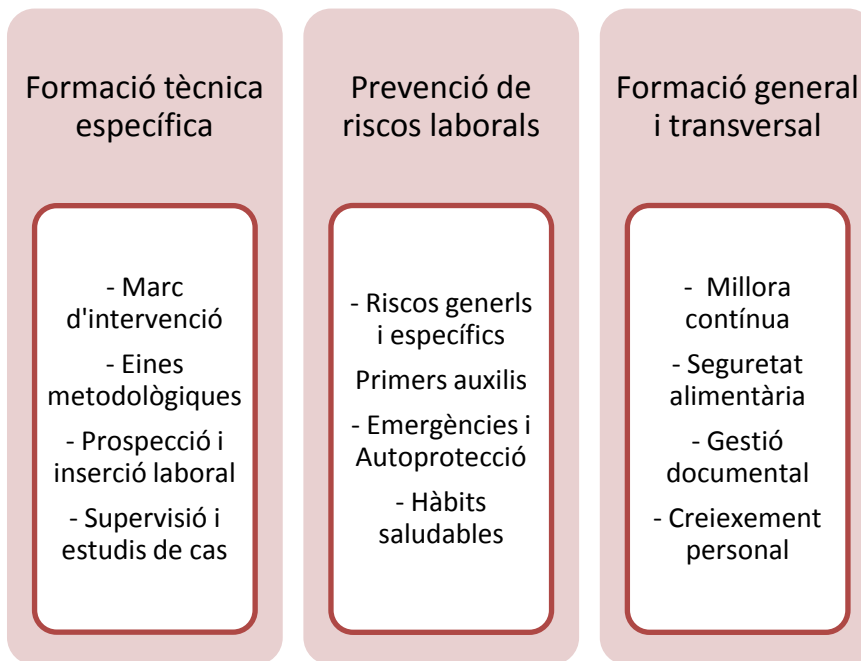 Formació tècnica
específica
- Marc
d'intervenció
- Eines
metodològiques
- Prospecció i
inserció laboral
- Supervisió i
estudis de cas
Prevenció de
riscos laborals
- Riscos generls
i específics
Primers auxilis
- Emergències i
Autoprotecció
- Hàbits
saludables
Formació general
i transversal
- Millora
contínua
- Seguretat
alimentària
- Gestió
documental
- Creiexement
personal